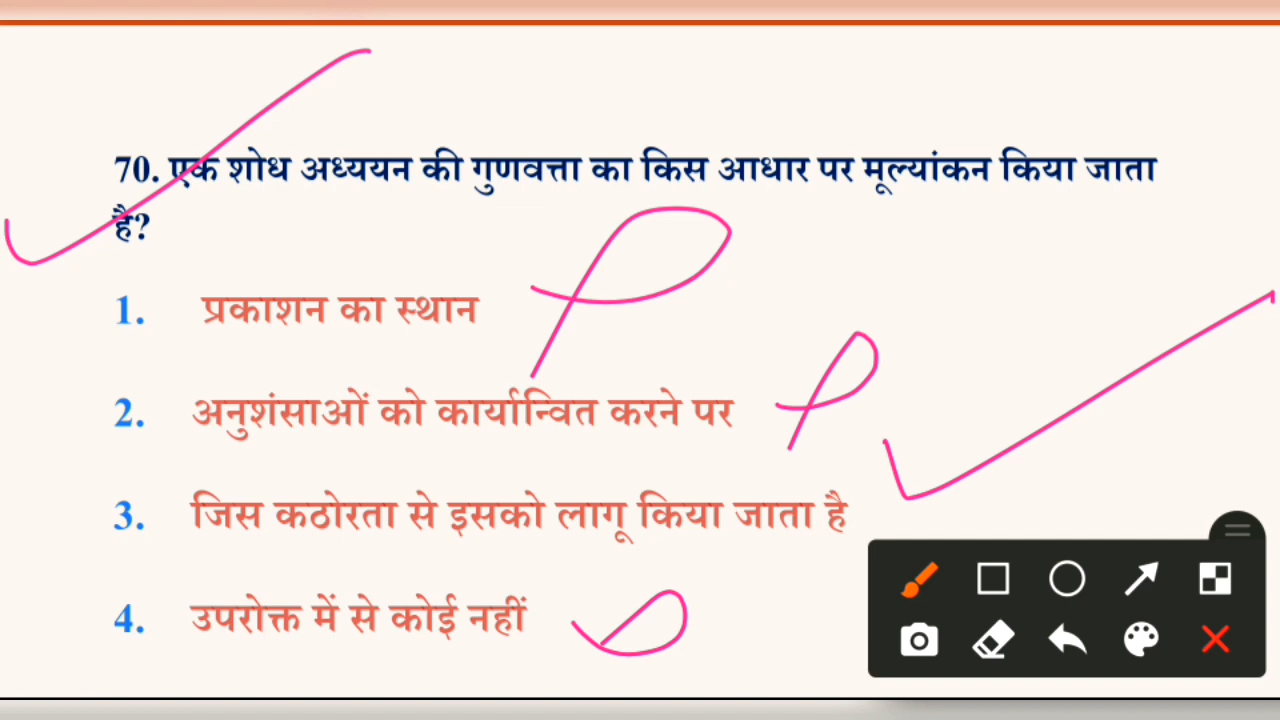 70. एक शोध अध्ययन की गुणवत्ता का किस आधार पर मूल्यांकन किया जाता
है?
1. प्रकाशन का स्थान
2. अनुशंसाओं को कार्यान्वित करने पर
3. जिस कठोरता से इसको लागू किया जाता है
4. उपरोक्त में से कोई नहीं